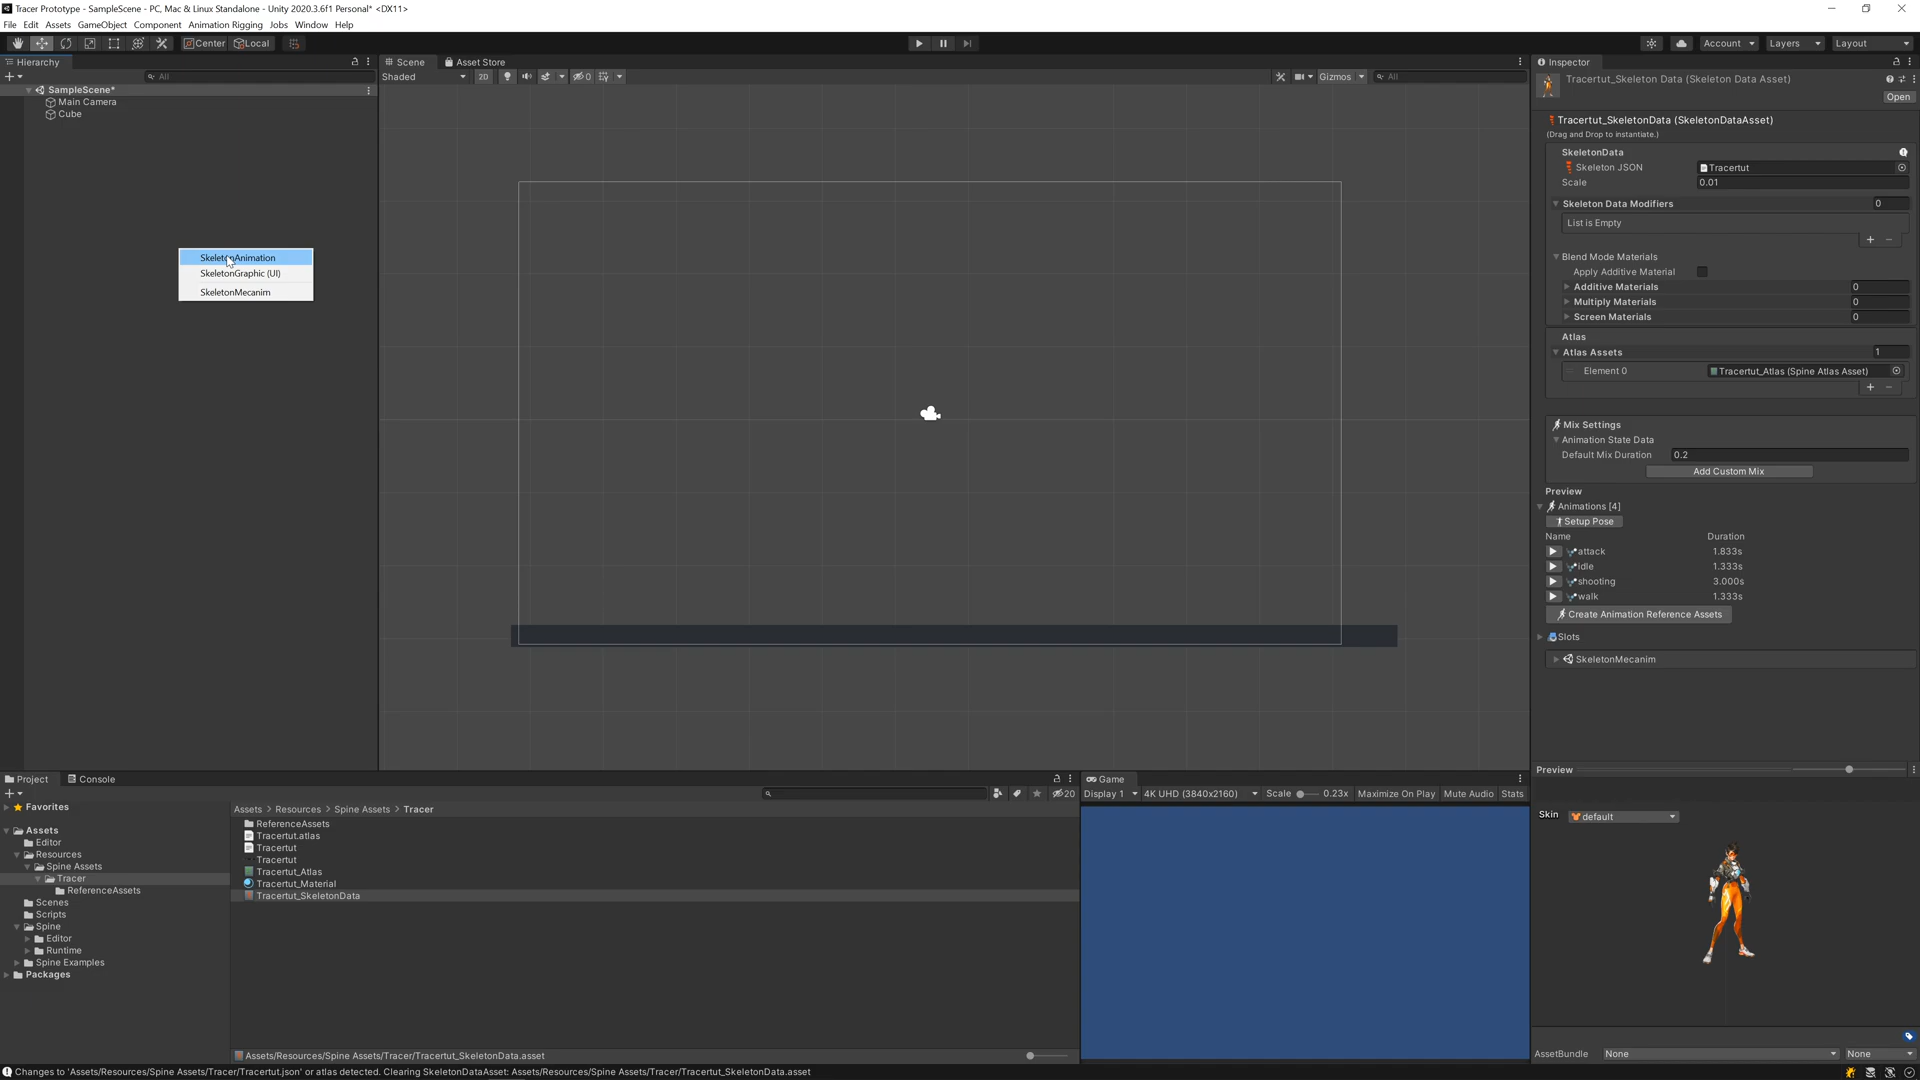 Tracer Prototype - SampleScene - PC, Mac & Linux Standalone - Unity 2020.3.6f1 Personal* <DX11>
File Edit Assets GameObject Component Animation Rigging Jobs Window Help
Center Local
Account Layers Layout
Hierarchy
All
SampleScene*
Main Camera
Cube
SkeletonAnimation
SkeletonGraphic (UI)
SkeletonMecanim
Scene Asset Store
Shaded 2D 0 Gizmos All
Inspector
Tracertut_Skeleton Data (Skeleton Data Asset)
Open
Tracertut_SkeletonData (SkeletonDataAsset)
(Drag and Drop to instantiate.)
SkeletonData
Skeleton JSON Tracertut
Scale 0.01
Skeleton Data Modifiers 0
List is Empty
+ -
Blend Mode Materials
Apply Additive Material
Additive Materials 0
Multiply Materials 0
Screen Materials 0
Atlas
Atlas Assets 1
Element 0 Tracertut_Atlas (Spine Atlas Asset)
+ -
Mix Settings
Animation State Data
Default Mix Duration 0.2
Add Custom Mix
Preview
Animations [4]
Setup Pose
Name Duration
attack 1.833s
idle 1.333s
shooting 3.000s
walk 1.333s
Create Animation Reference Assets
Slots
SkeletonMecanim
Preview
Skin default
AssetBundle None None
Project Console
20
Favorites
Assets
Editor
Resources
Spine Assets
Tracer
ReferenceAssets
Scenes
Scripts
Spine
Editor
Runtime
Spine Examples
Packages
Assets > Resources > Spine Assets > Tracer
ReferenceAssets
Tracertut.atlas
Tracertut
Tracertut
Tracertut_Atlas
Tracertut_Material
Tracertut_SkeletonData
Assets/Resources/Spine Assets/Tracer/Tracertut_SkeletonData.asset
Game
Display 1 4K UHD (3840x2160) Scale 0.23x Maximize On Play Mute Audio Stats
Changes to 'Assets/Resources/Spine Assets/Tracer/Tracertut.json' or atlas detected. Clearing SkeletonDataAsset: Assets/Resources/Spine Assets/Tracer/Tracertut_SkeletonData.asset